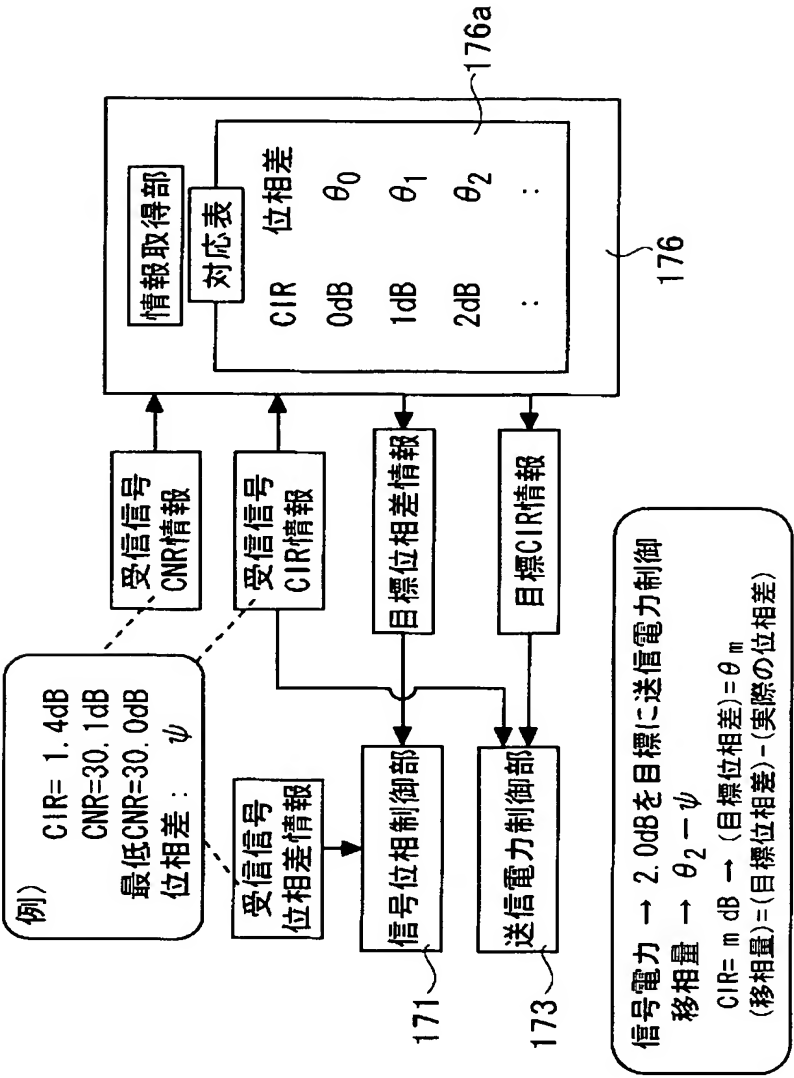 例)
CIR= 1.4dB
CNR=30.1dB
最低CNR=30.0dB
位相差: ψ
受信信号
位相差情報
受信信号
CNR情報
受信信号
CIR情報
信号位相制御部
171
送信電力制御部
173
目標位相差情報
目標CIR情報
情報取得部
対応表
CIR 位相差
0dB θ0
1dB θ1
2dB θ2
: :
176a
176
信号電力 → 2.0dBを目標に送信電力制御
移相量 → θ2−ψ
CIR= m dB → (目標位相差)=θm
(移相量)=(目標位相差)-(実際の位相差)